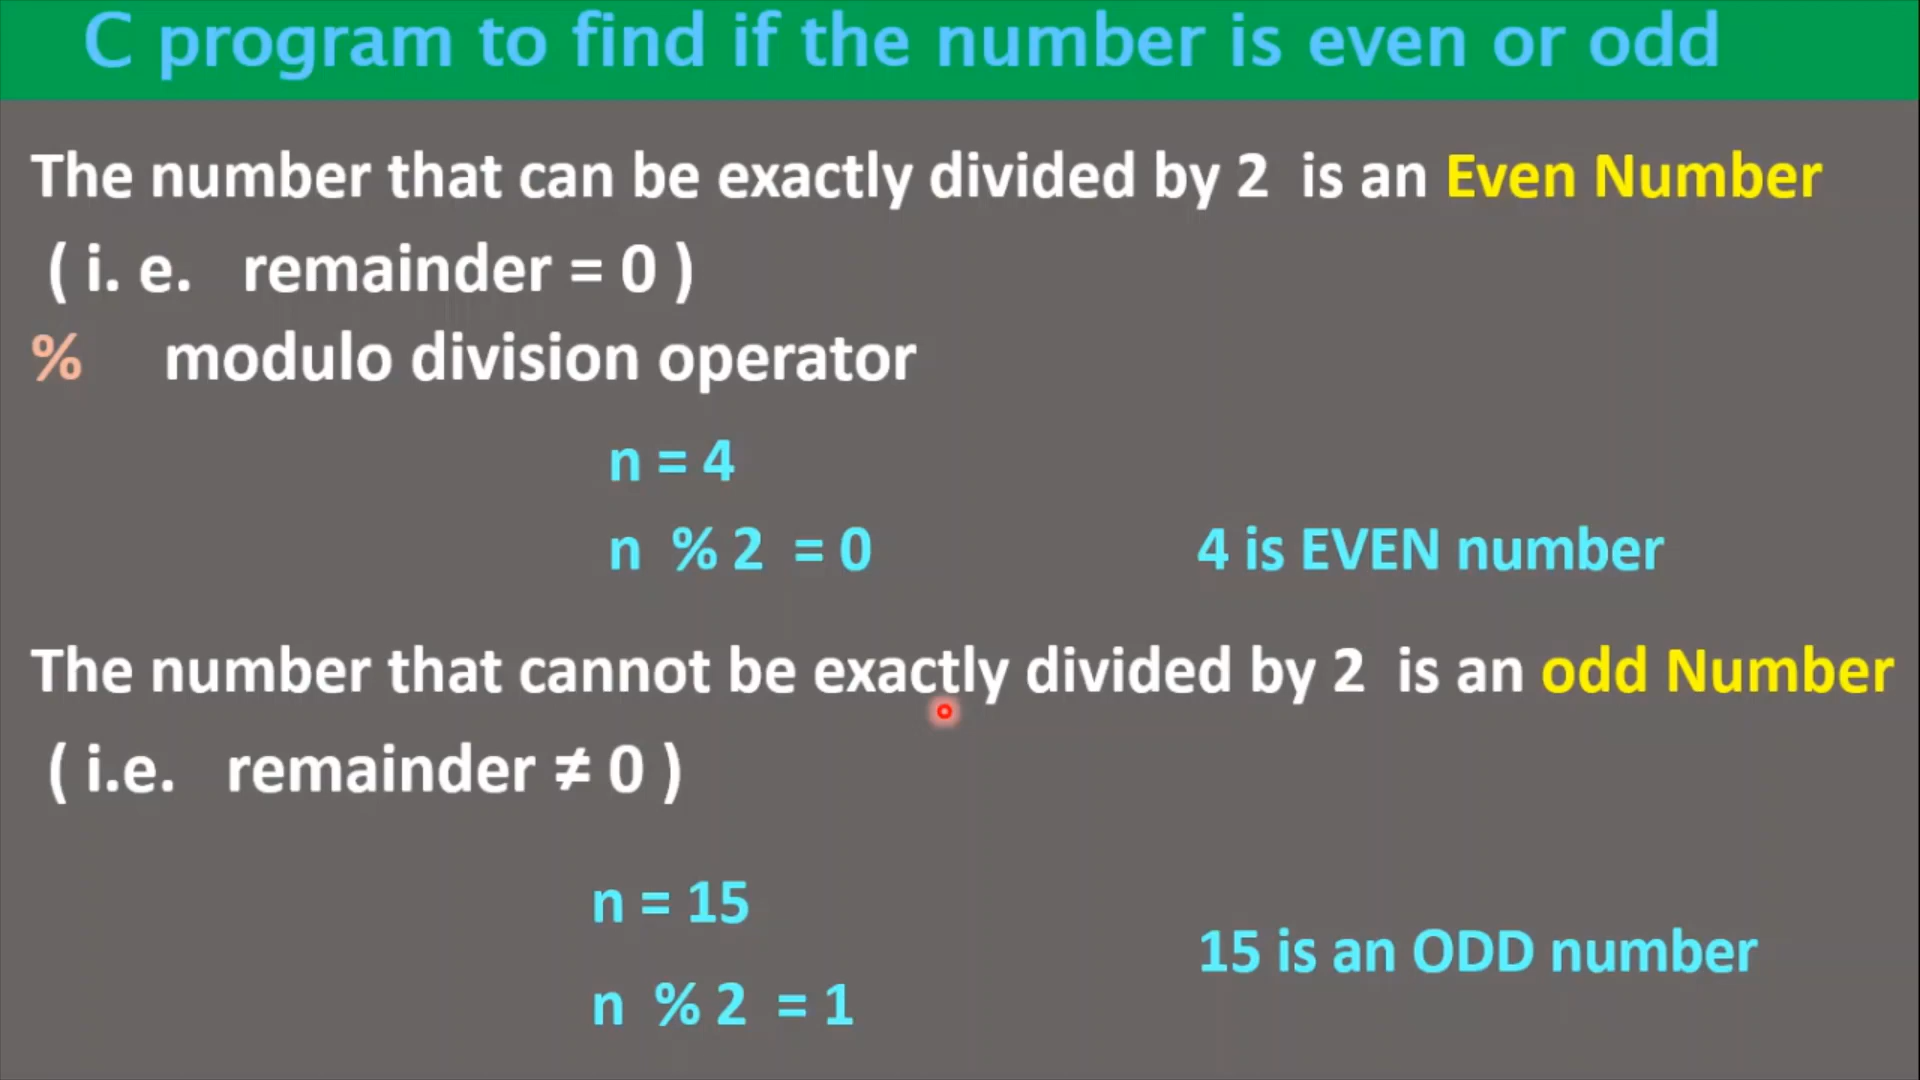 C program to find if the number is even or odd
The number that can be exactly divided by 2 is an Even Number
( i. e. remainder = 0 )
% modulo division operator
n = 4
n % 2 = 0 4 is EVEN number
The number that cannot be exactly divided by 2 is an odd Number
( i.e. remainder ≠ 0 )
n = 15
15 is an ODD number
n % 2 = 1